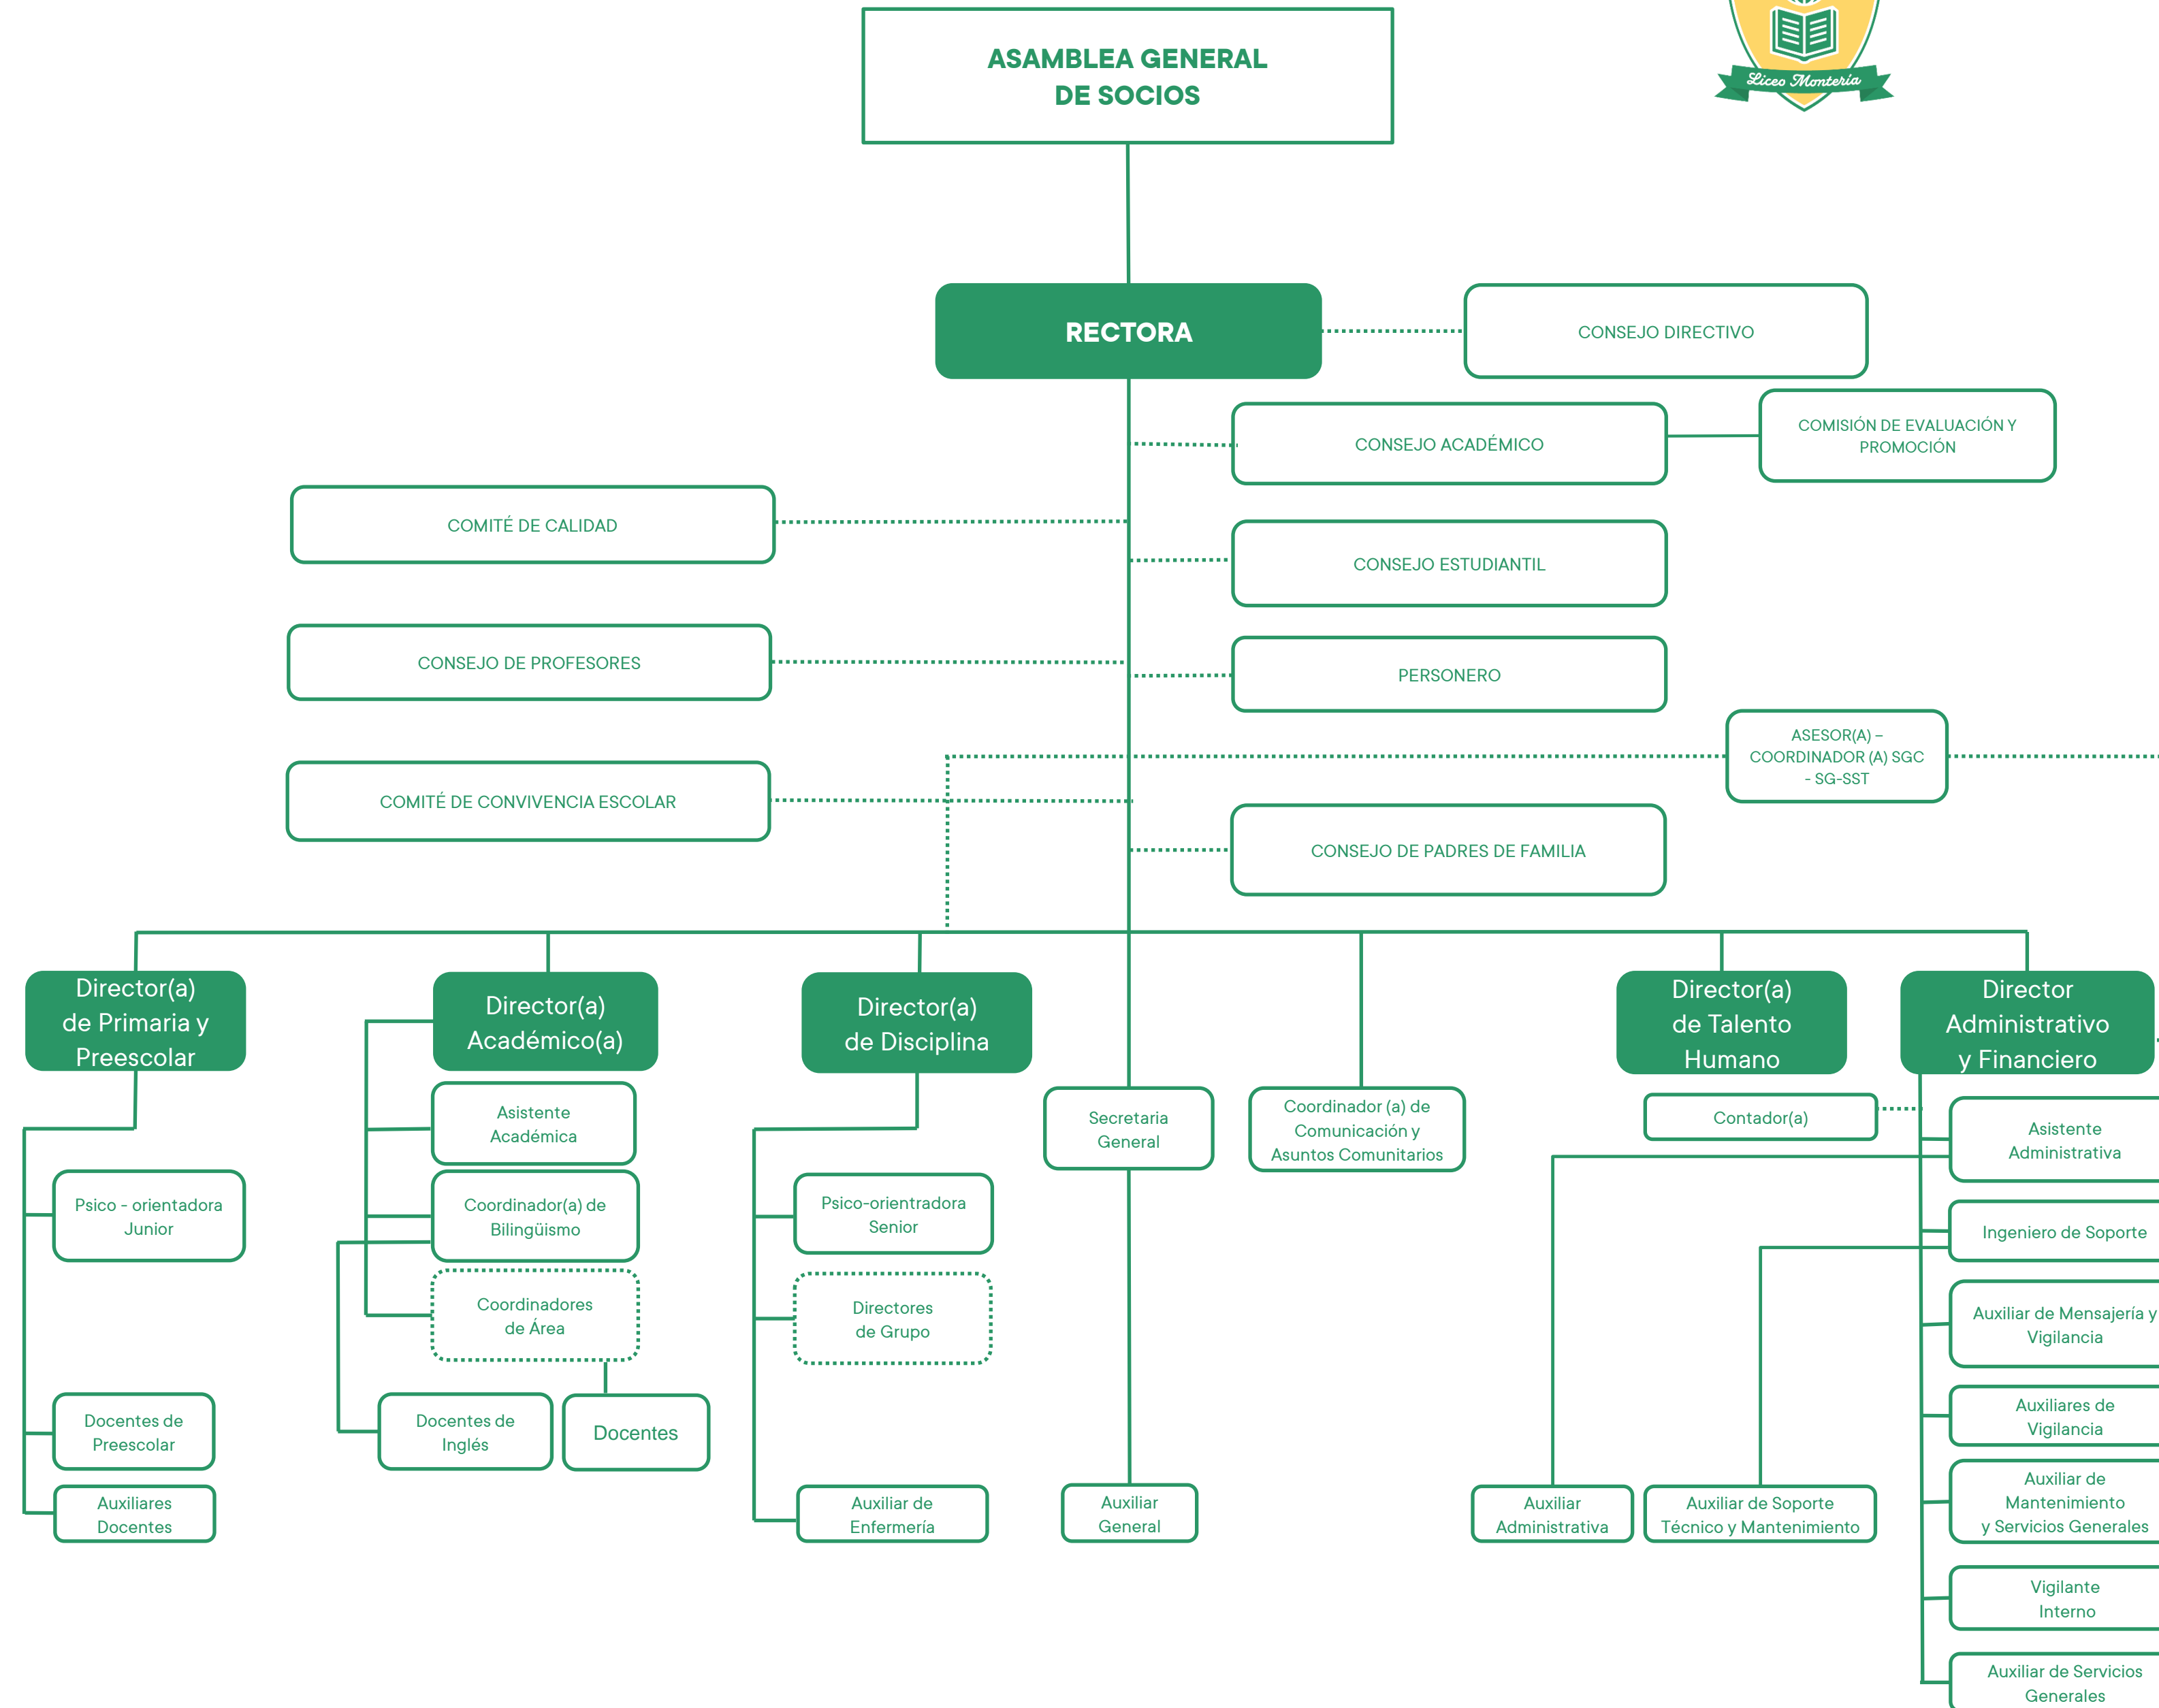 ASAMBLEA GENERAL
DE SOCIOS
Liceo Montería
RECTORA
CONSEJO DIRECTIVO
CONSEJO ACADÉMICO
COMISIÓN DE EVALUACIÓN Y
PROMOCIÓN
COMITÉ DE CALIDAD
CONSEJO ESTUDIANTIL
CONSEJO DE PROFESORES
PERSONERO
ASESOR(A) –
COORDINADOR (A) SGC
- SG-SST
COMITÉ DE CONVIVENCIA ESCOLAR
CONSEJO DE PADRES DE FAMILIA
Director(a)
de Primaria y
Preescolar
Psico - orientadora
Junior
Docentes de
Preescolar
Auxiliares
Docentes
Director(a)
Académico(a)
Asistente
Académica
Coordinador(a) de
Bilingüismo
Coordinadores
de Área
Docentes de
Inglés
Docentes
Director(a)
de Disciplina
Psico-orientradora
Senior
Directores
de Grupo
Auxiliar de
Enfermería
Secretaria
General
Auxiliar
General
Coordinador (a) de
Comunicación y
Asuntos Comunitarios
Director(a)
de Talento
Humano
Director
Administrativo
y Financiero
Contador(a)
Asistente
Administrativa
Ingeniero de Soporte
Auxiliar de Mensajería y
Vigilancia
Auxiliares de
Vigilancia
Auxiliar de
Mantenimiento
y Servicios Generales
Vigilante
Interno
Auxiliar de Servicios
Generales
Auxiliar
Administrativa
Auxiliar de Soporte
Técnico y Mantenimiento